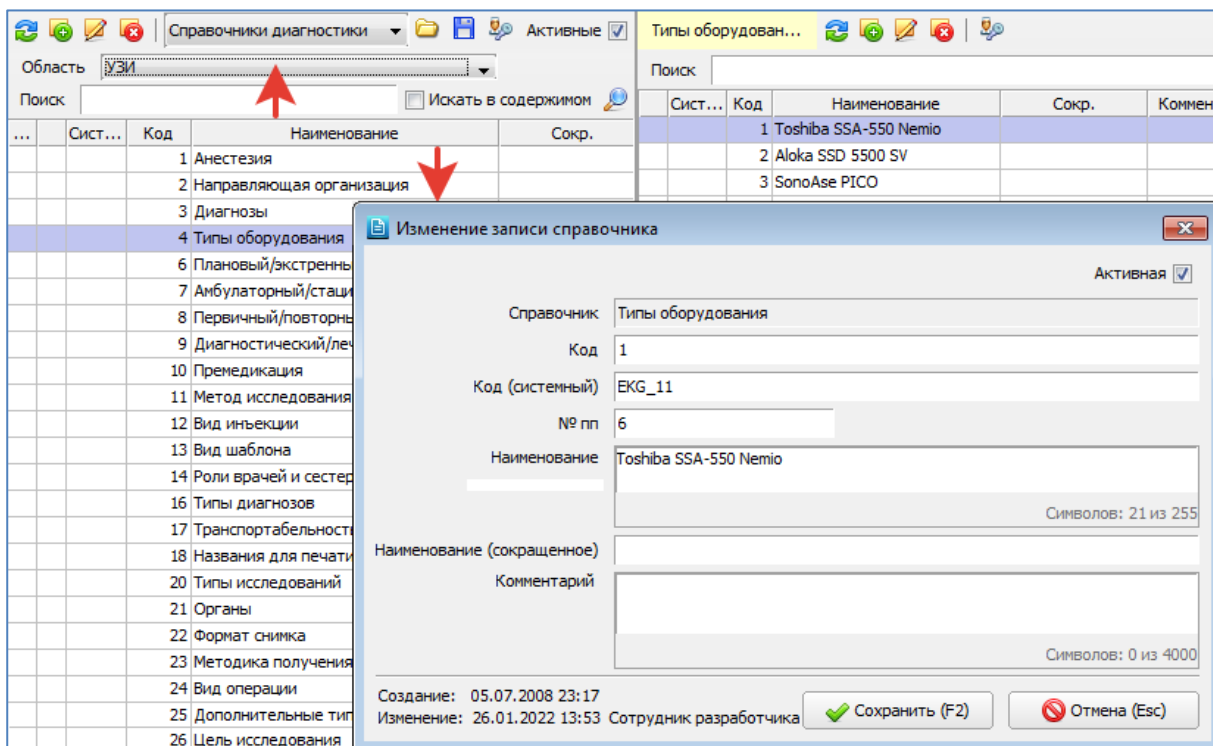 Справочники диагностики Активные
Область УЗИ
Поиск Искать в содержимом
... Сист... Код Наименование Сокр.
1 Анестезия
2 Направляющая организация
3 Диагнозы
4 Типы оборудования
6 Плановый/экстренны
7 Амбулаторный/стаци
8 Первичный/повторнь
9 Диагностический/леч
10 Премедикация
11 Метод исследования
12 Вид инъекции
13 Вид шаблона
14 Роли врачей и сестер
16 Типы диагнозов
17 Транспортабельность
18 Названия для печати
20 Типы исследований
21 Органы
22 Формат снимка
23 Методика получения
24 Вид операции
25 Дополнительные тип
26 Цель исследования
Типы оборудован...
Поиск
Сист... Код Наименование Сокр. Коммен
1 Toshiba SSA-550 Nemio
2 Aloka SSD 5500 SV
3 SonoAse PICO
Изменение записи справочника
Активная
Справочник Типы оборудования
Код 1
Код (системный) EKG_11
№ пп 6
Наименование Toshiba SSA-550 Nemio
Символов: 21 из 255
Наименование (сокращенное)
Комментарий
Символов: 0 из 4000
Создание: 05.07.2008 23:17
Изменение: 26.01.2022 13:53 Сотрудник разработчика
Сохранить (F2) Отмена (Esc)